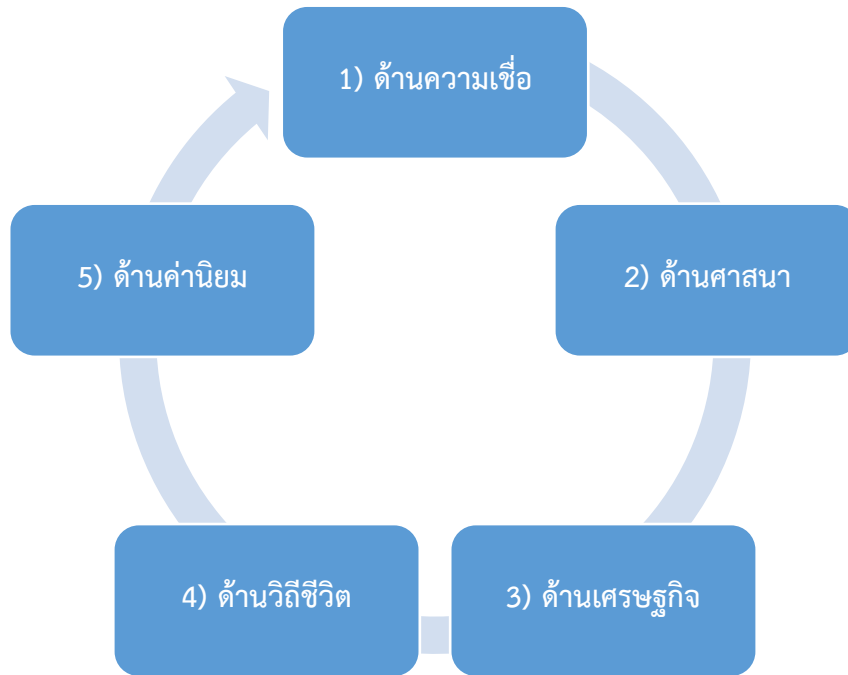 1) ด้านความเชื่อ
2) ด้านศาสนา
3) ด้านเศรษฐกิจ
4) ด้านวิถีชีวิต
5) ด้านค่านิยม